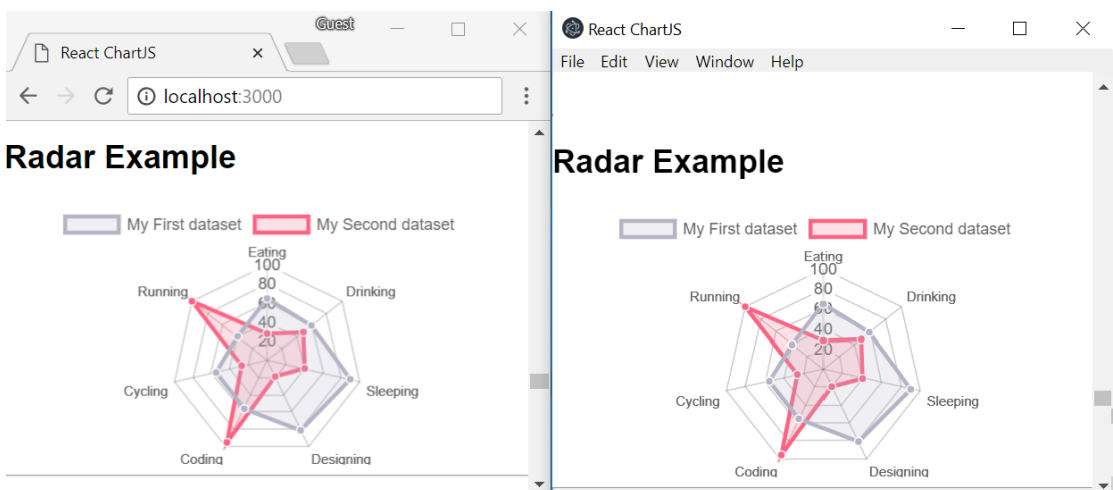 Guest
React ChartJS
localhost:3000
Radar Example
My First dataset My Second dataset
Eating
100
80
60
40
20
Running
Drinking
Cycling
Sleeping
Coding
Designing
React ChartJS
File Edit View Window Help
Radar Example
My First dataset My Second dataset
Eating
100
80
60
40
20
Running
Drinking
Cycling
Sleeping
Coding
Designing